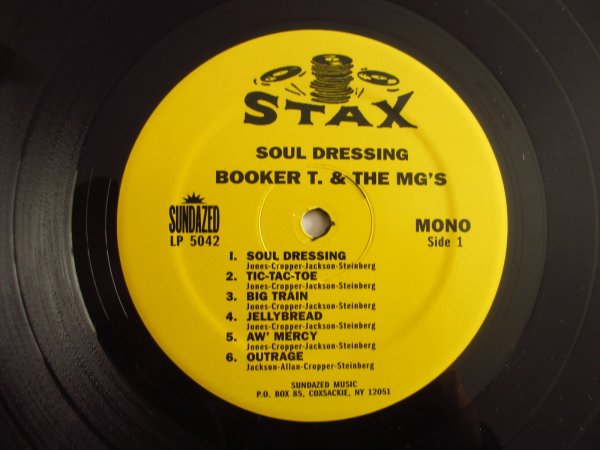 STAX
SOUL DRESSING
BOOKER T. & THE MG'S
SUNDAZED
LP 5042
MONO
Side 1
1. SOUL DRESSING
Jones-Cropper-Jackson-Steinberg
2. TIC-TAC-TOE
Jones-Cropper-Jackson-Steinberg
3. BIG TRAIN
Jones-Cropper-Jackson-Steinberg
4. JELLYBREAD
Jones-Cropper-Jackson-Steinberg
5. AW' MERCY
Jones-Cropper-Jackson-Steinberg
6. OUTRAGE
Jackson-Allan-Cropper-Steinberg
SUNDAZED MUSIC
P.O. BOX 85, COXSACKIE, NY 12051